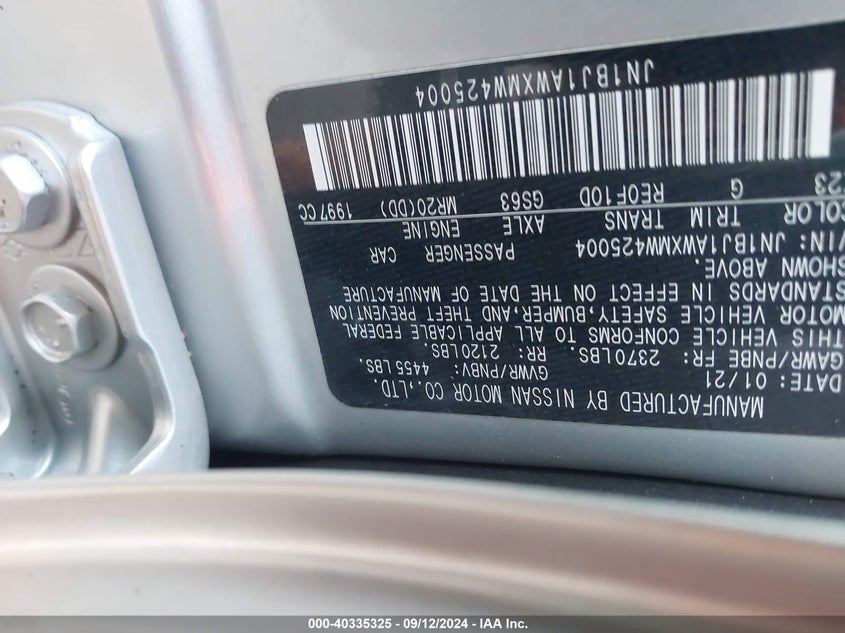 MANUFACTURED BY NISSAN MOTOR CO.,LTD.
DATE: 01/21 GVWR/PNBV: 4455 LBS.
GAWR/PNBE FR: 2370LBS. RR: 2120LBS.
THIS VEHICLE CONFORMS TO ALL APPLICABLE FEDERAL
MOTOR VEHICLE SAFETY, BUMPER, AND THEFT PREVENTION
STANDARDS IN EFFECT ON THE DATE OF MANUFACTURE
SHOWN ABOVE.
VIN: JN1BJ1AWXMW425004 PASSENGER CAR
COLOR TRIM TRANS AXLE ENGINE
G RE0F10D GS63 MR20(DD) 1997CC
JN1BJ1AWXMW425004
000-40335325 - 09/12/2024 - IAA Inc.